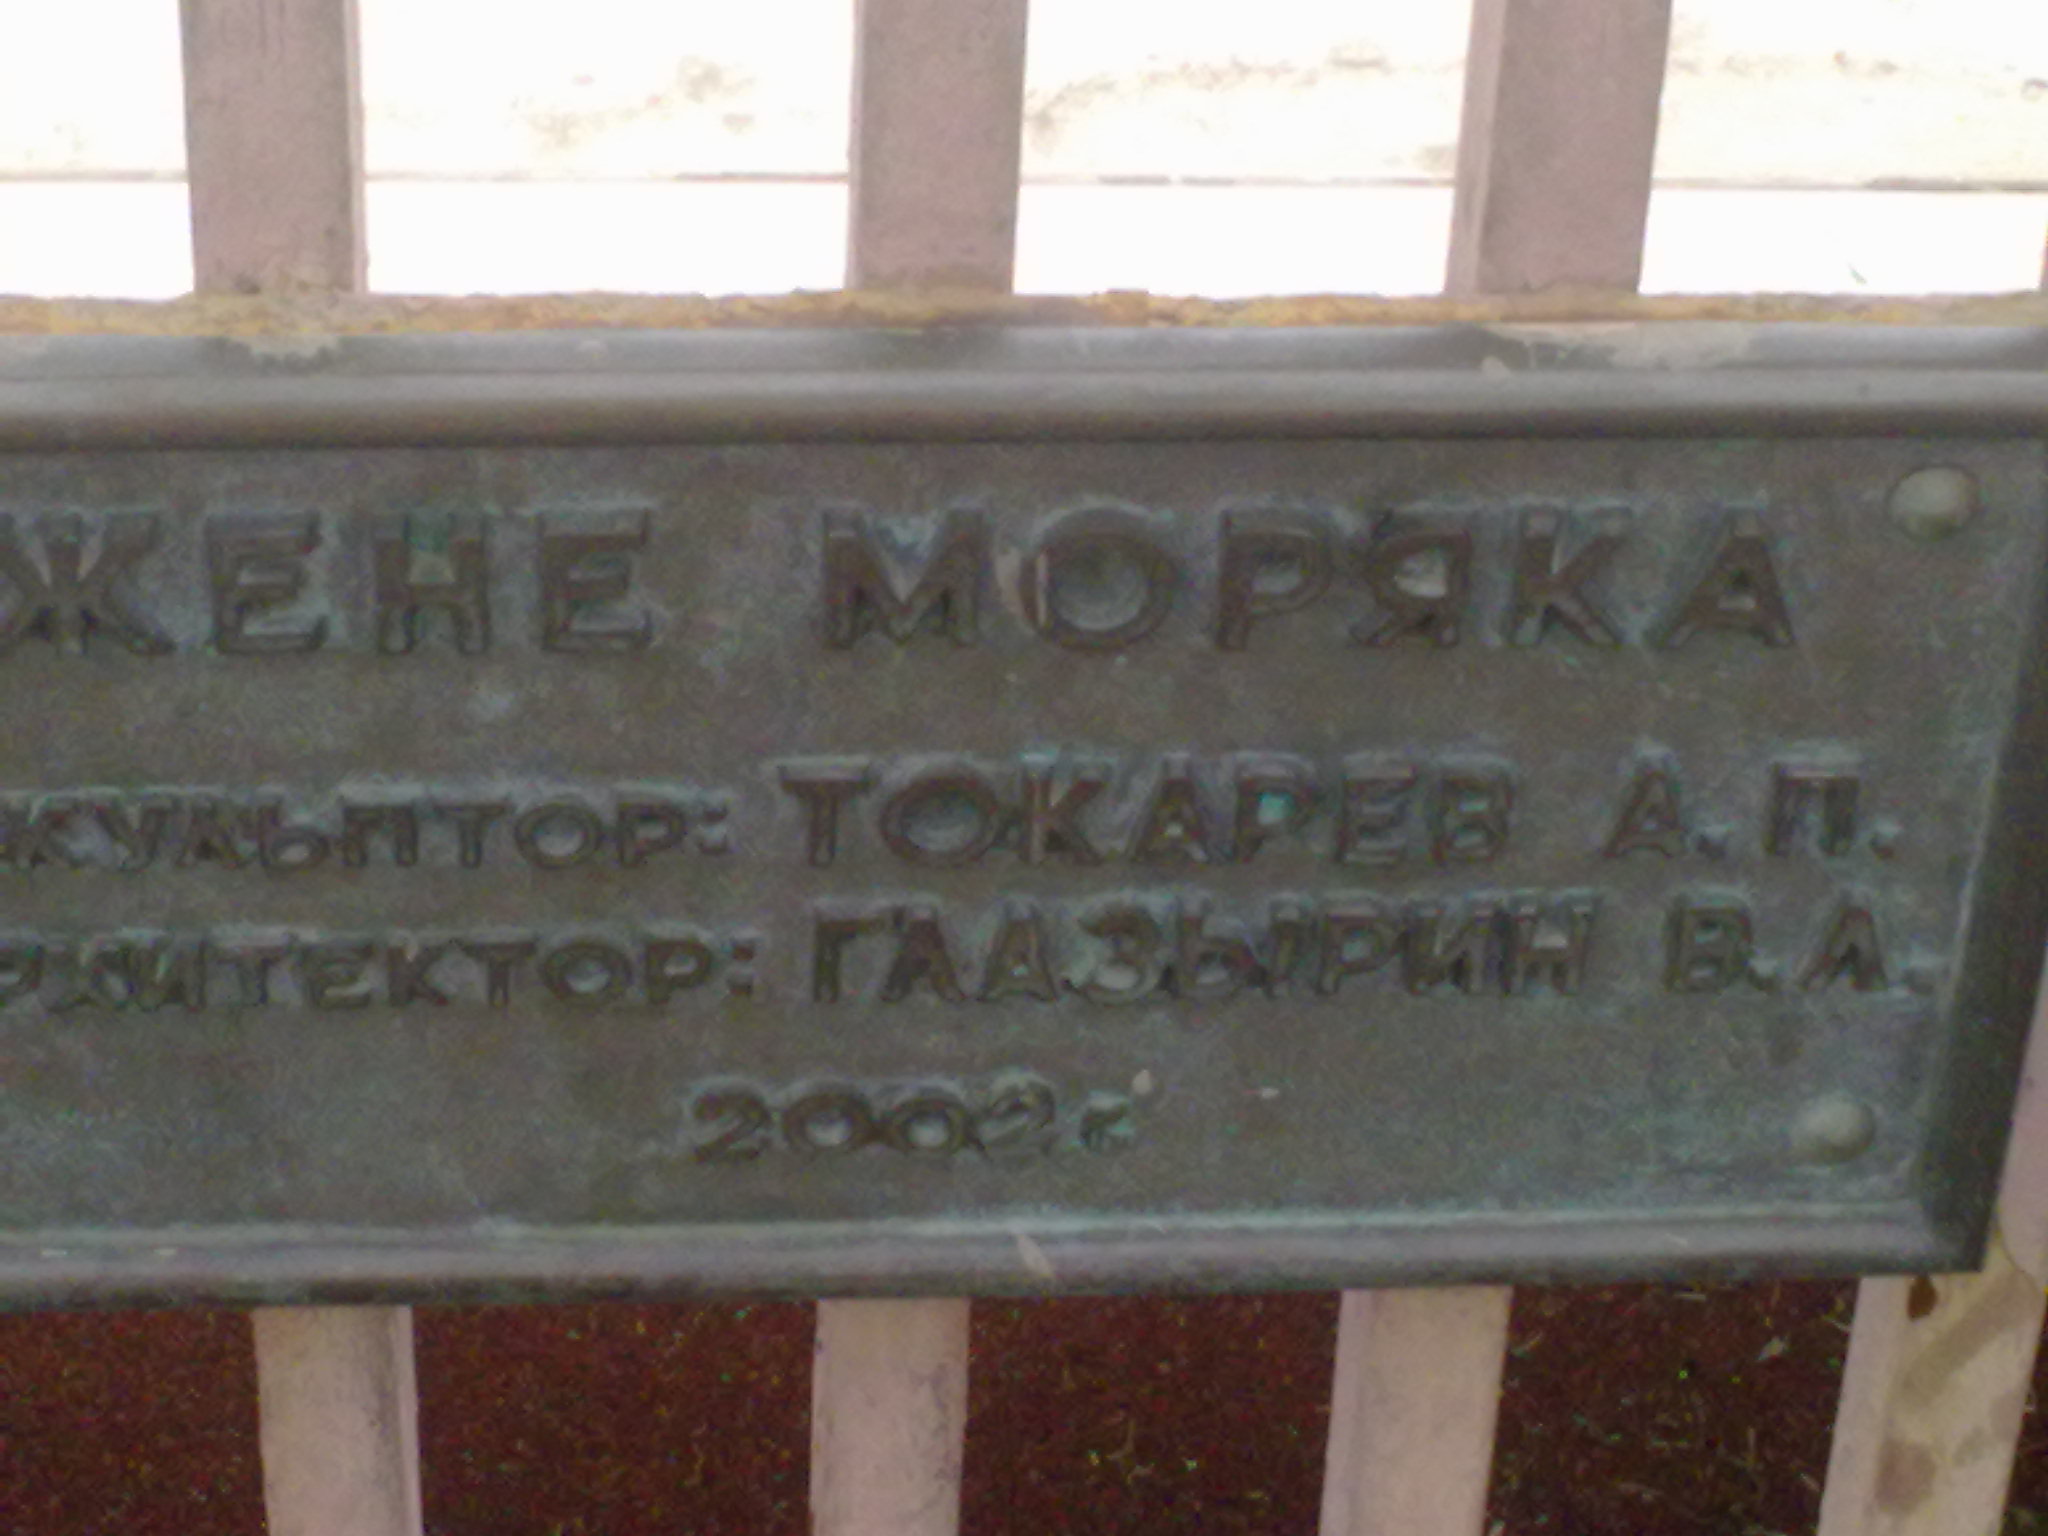 ЖЕНЕ МОРЯКА
СКУЛЬПТОР: ТОКАРЕВ А.П.
АРХИТЕКТОР: ГЛАЗЫРИН В.Л.
2002 г